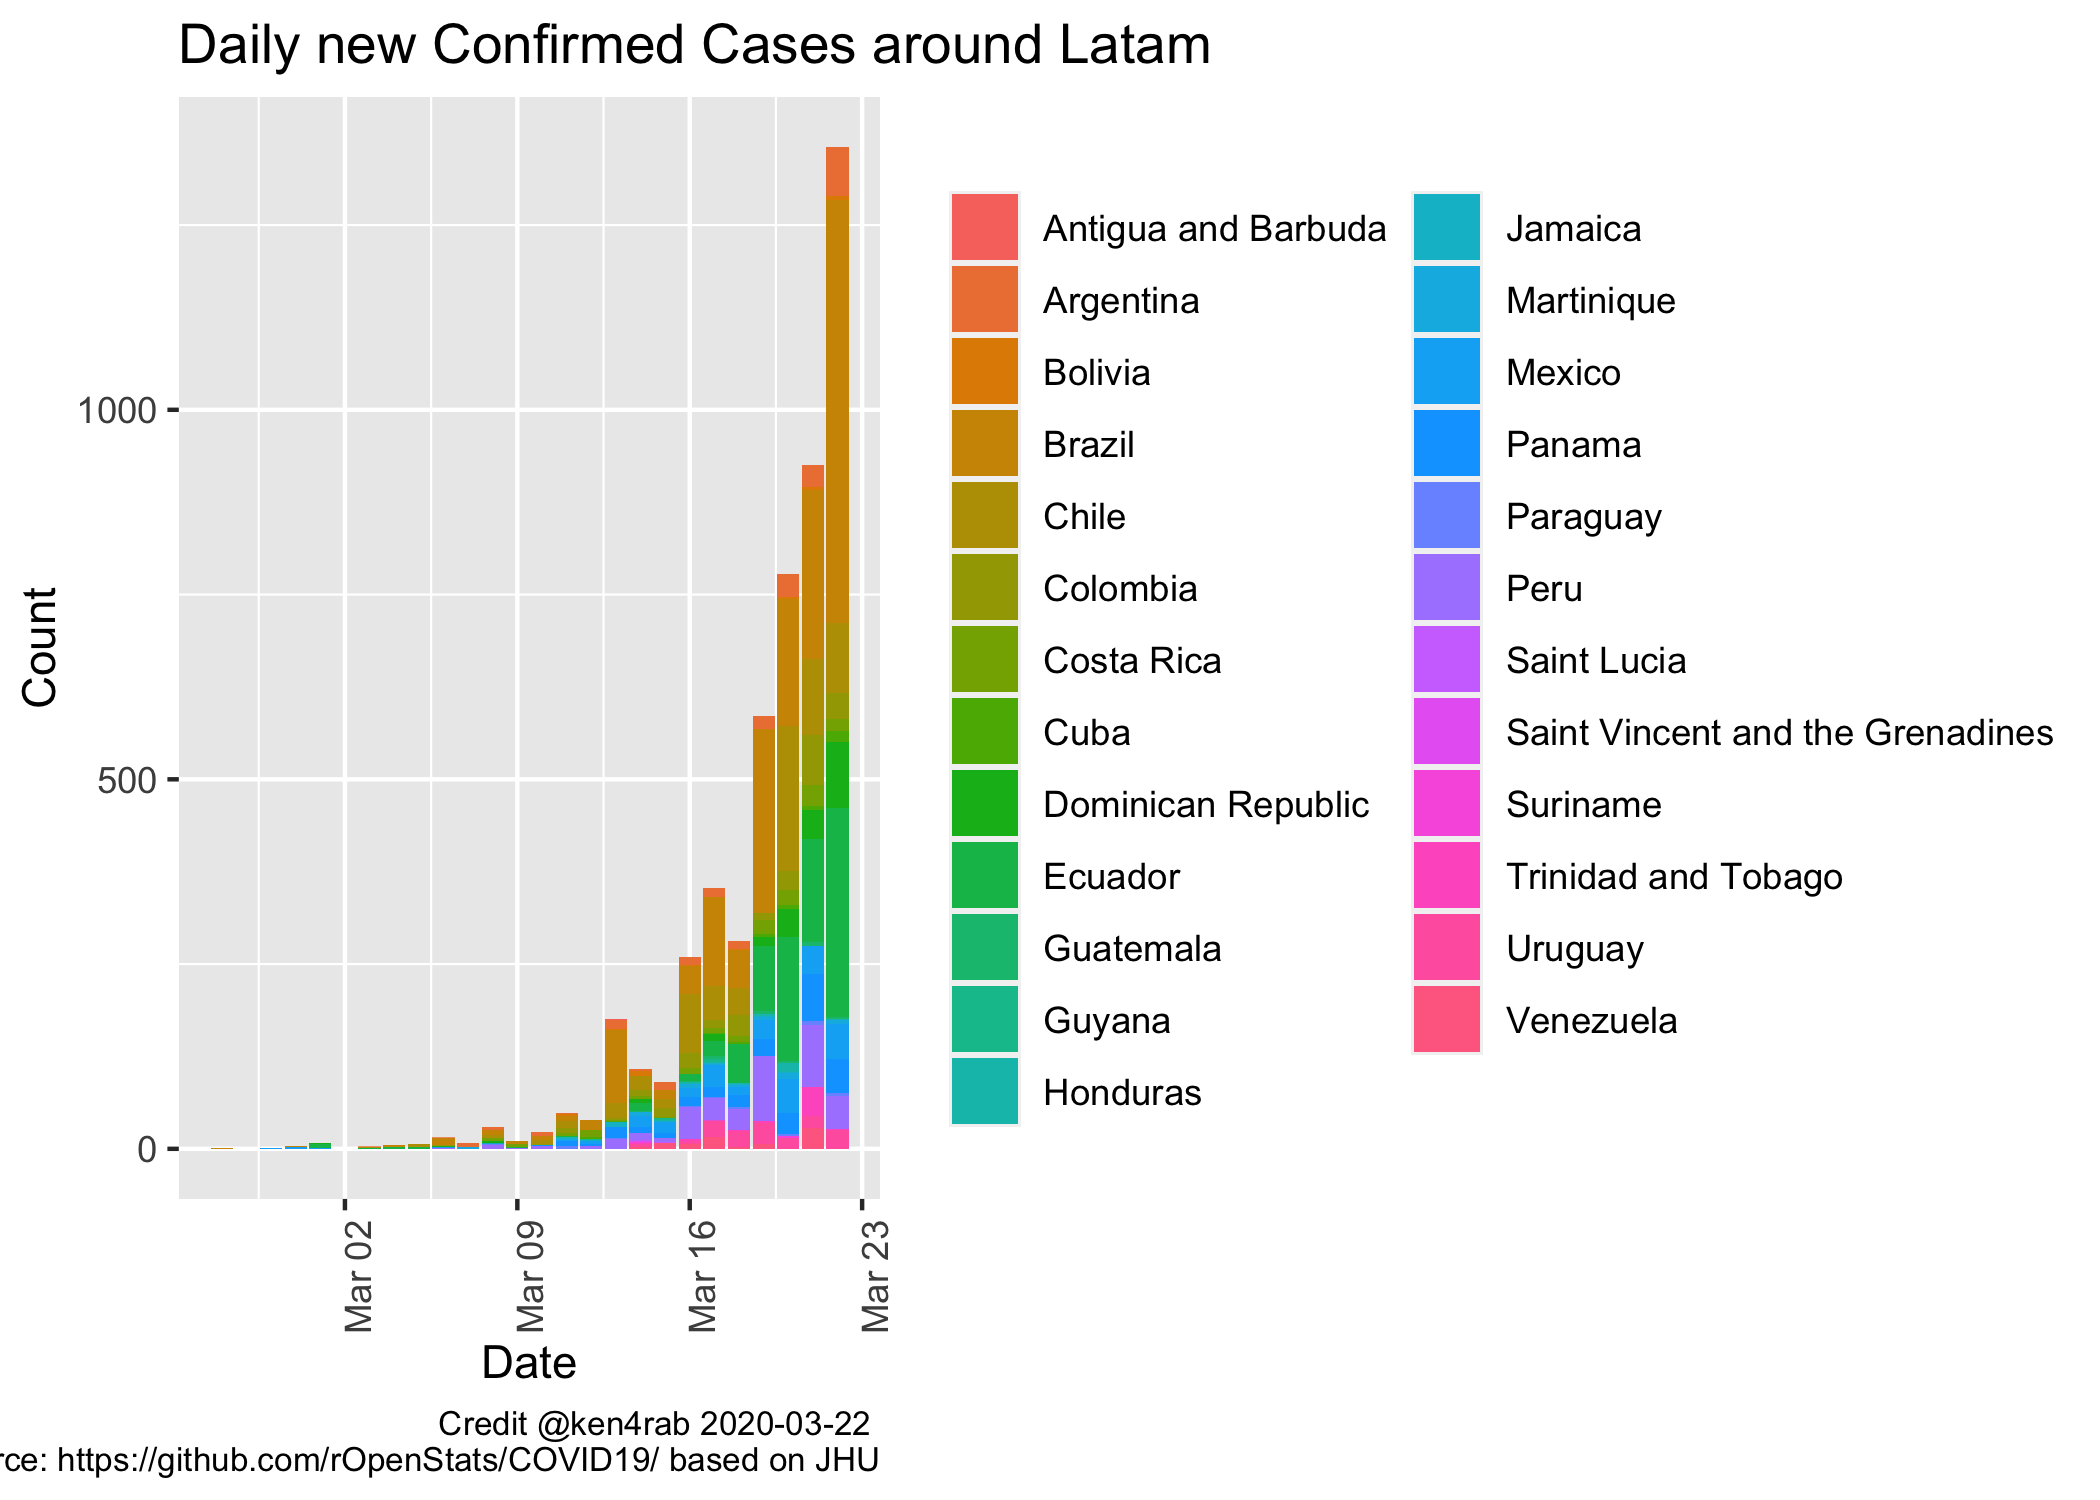 Daily new Confirmed Cases around Latam
Count
1000
500
0
Mar 02
Mar 09
Mar 16
Mar 23
Date
Antigua and Barbuda
Argentina
Bolivia
Brazil
Chile
Colombia
Costa Rica
Cuba
Dominican Republic
Ecuador
Guatemala
Guyana
Honduras
Jamaica
Martinique
Mexico
Panama
Paraguay
Peru
Saint Lucia
Saint Vincent and the Grenadines
Suriname
Trinidad and Tobago
Uruguay
Venezuela
Credit @ken4rab 2020-03-22
rce: https://github.com/rOpenStats/COVID19/ based on JHU